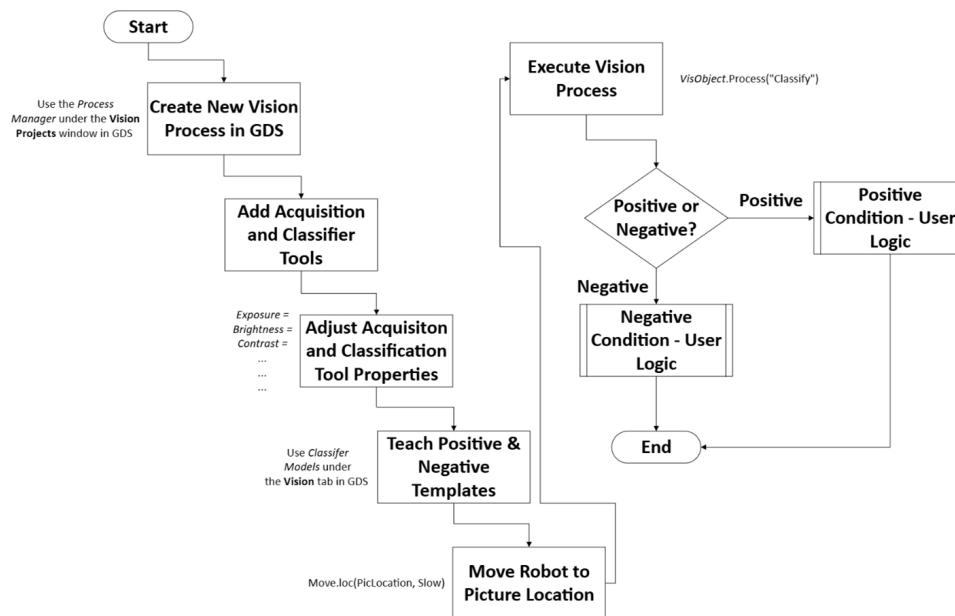 Start
Use the Process
Manager under the Vision
Projects window in GDS
Create New Vision
Process in GDS
Add Acquisition
and Classifier
Tools
Exposure =
Brightness =
Contrast =
...
...
...
Adjust Acquisiton
and Classification
Tool Properties
Use Classifer
Models under
the Vision tab in GDS
Teach Positive &
Negative
Templates
Move.loc(PicLocation, Slow)
Move Robot to
Picture Location
Execute Vision
Process
VisObject.Process("Classify")
Positive or
Negative?
Positive
Positive
Condition - User
Logic
Negative
Negative
Condition - User
Logic
End